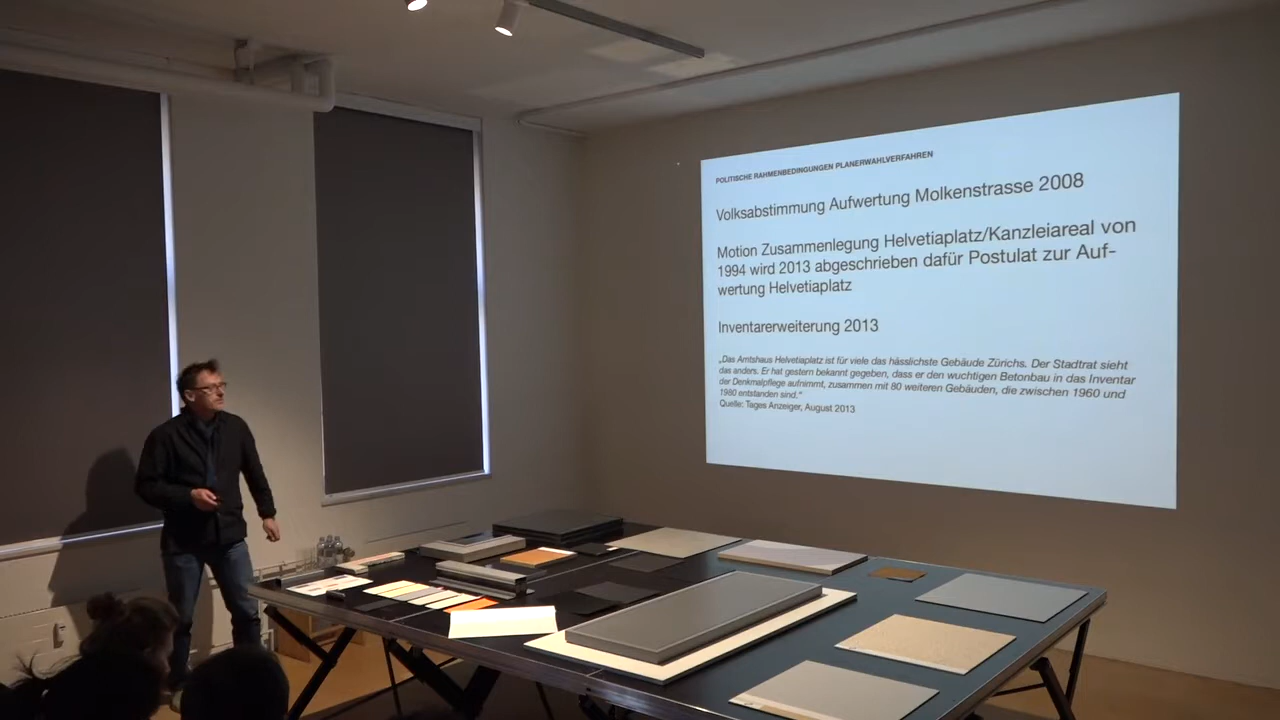 POLITISCHE RAHMENBEDINGUNGEN PLANERWAHLVERFAHREN
Volksabstimmung Aufwertung Molkenstrasse 2008
Motion Zusammenlegung Helvetiaplatz/Kanzleiareal von
1994 wird 2013 abgeschrieben dafür Postulat zur Auf-
wertung Helvetiaplatz
Inventarerweiterung 2013
„Das Amtshaus Helvetiaplatz ist für viele das hässlichste Gebäude Zürichs. Der Stadtrat sieht
das anders. Er hat gestern bekannt gegeben, dass er den wuchtigen Betonbau in das Inventar
der Denkmalpflege aufnimmt, zusammen mit 80 weiteren Gebäuden, die zwischen 1960 und
1980 entstanden sind.“
Quelle: Tages Anzeiger, August 2013